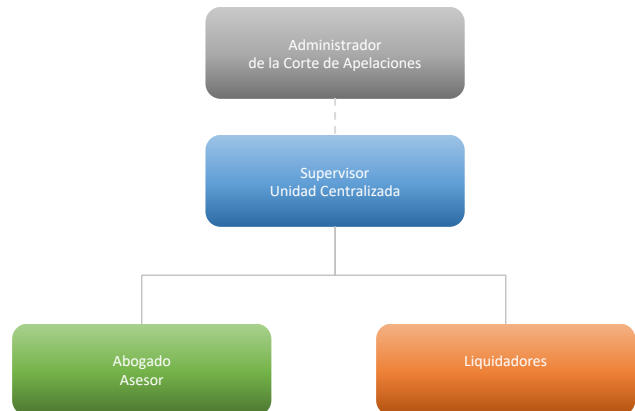 Administrador
de la Corte de Apelaciones
Supervisor
Unidad Centralizada
Abogado
Asesor
Liquidadores